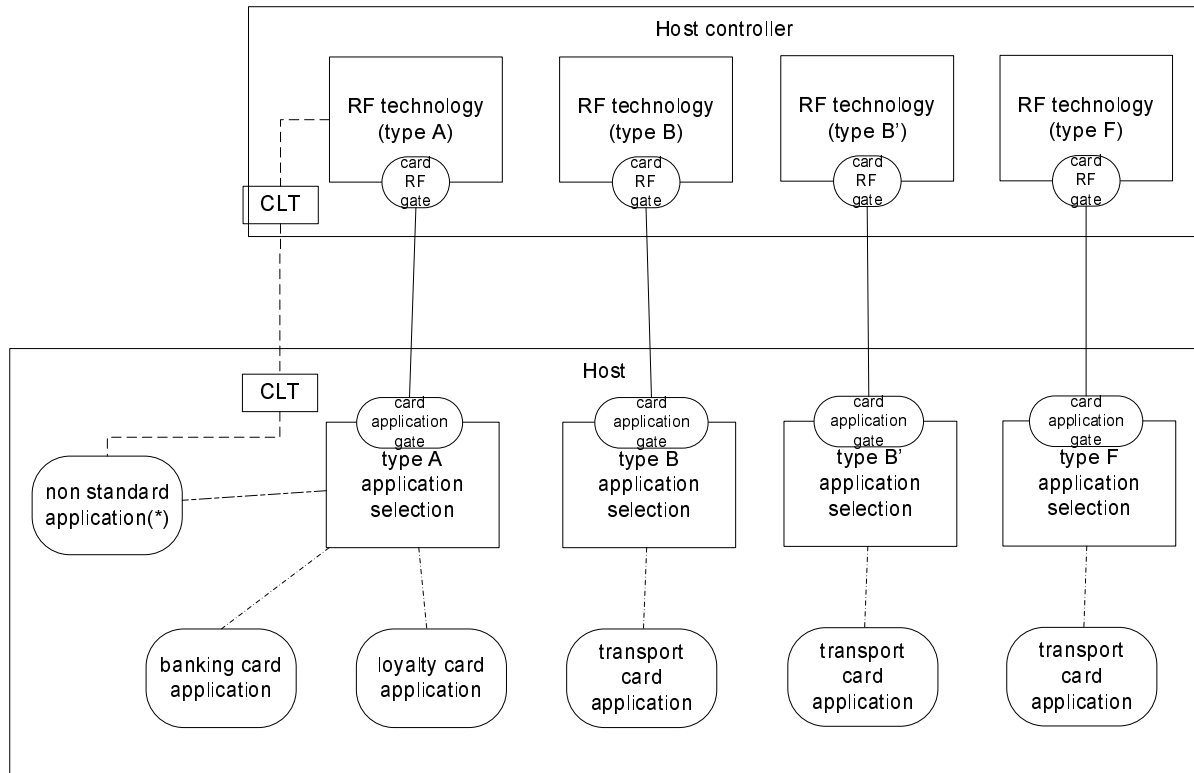 Host controller
RF technology
(type A)
RF technology
(type B)
RF technology
(type B’)
RF technology
(type F)
card
RF
gate
card
RF
gate
card
RF
gate
card
RF
gate
CLT
Host
CLT
card
application
gate
card
application
gate
card
application
gate
card
application
gate
type A
application
selection
type B
application
selection
type B’
application
selection
type F
application
selection
non standard
application(*)
banking card
application
loyalty card
application
transport
card
application
transport
card
application
transport
card
application